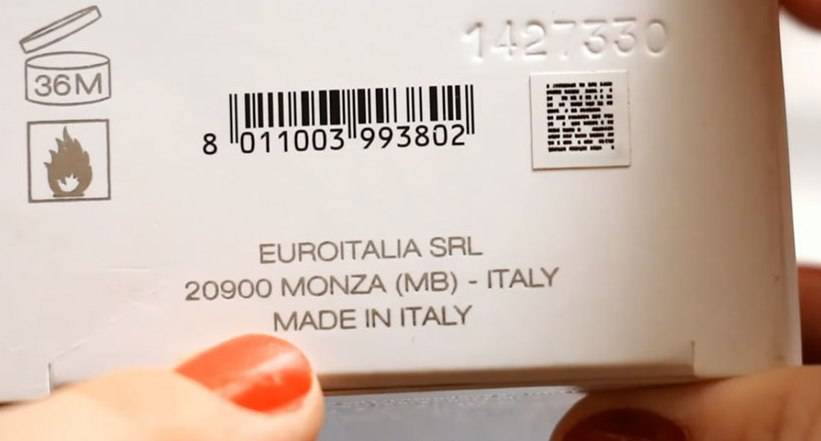 1427330
36M
8 011003 993802
EUROITALIA SRL
20900 MONZA (MB) - ITALY
MADE IN ITALY